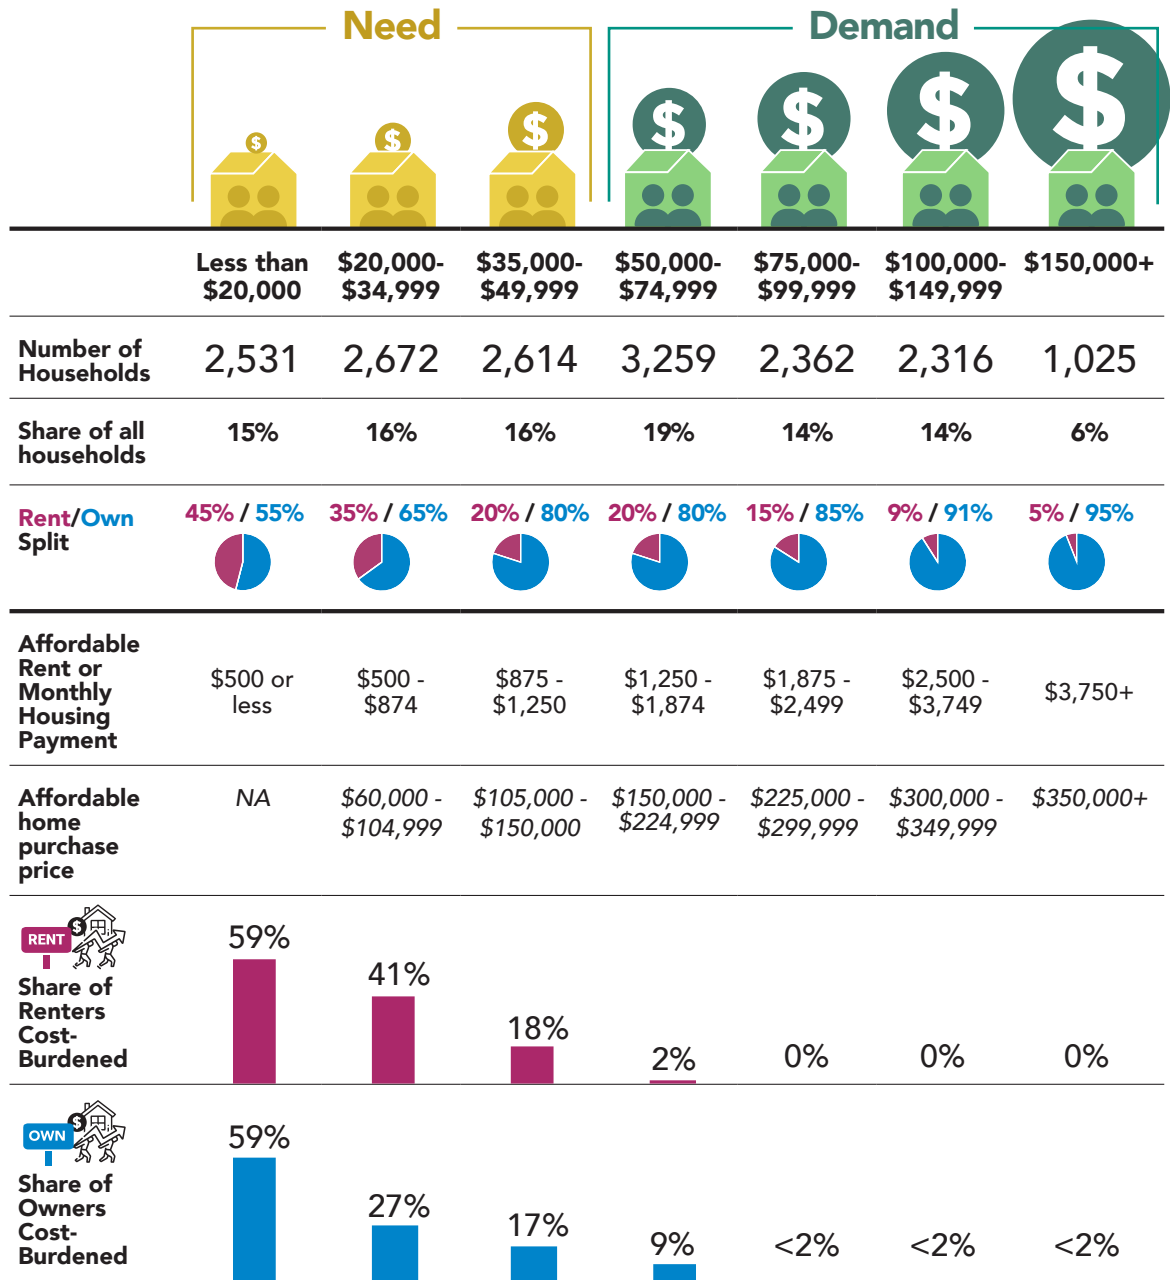 Need
Demand
$ $ $ $ $ $ $
Less than $20,000- $35,000- $50,000- $75,000- $100,000- $150,000+
$20,000 $34,999 $49,999 $74,999 $99,999 $149,999
Number of
Households
2,531 2,672 2,614 3,259 2,362 2,316 1,025
Share of all
households
15% 16% 16% 19% 14% 14% 6%
Rent/Own
Split
45% / 55% 35% / 65% 20% / 80% 20% / 80% 15% / 85% 9% / 91% 5% / 95%
Affordable
Rent or
Monthly
Housing
Payment
$500 or $500 - $875 - $1,250 - $1,875 - $2,500 - $3,750+
less $874 $1,250 $1,874 $2,499 $3,749
Affordable
home
purchase
price
NA $60,000 - $105,000 - $150,000 - $225,000 - $300,000 - $350,000+
$104,999 $150,000 $224,999 $299,999 $349,999
$
RENT
Share of
Renters
Cost-
Burdened
59% 41% 18% 2% 0% 0% 0%
$
OWN
Share of
Owners
Cost-
Burdened
59% 27% 17% 9% <2% <2% <2%